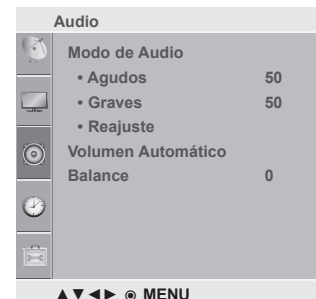 Audio
Modo de Audio
• Agudos 50
• Graves 50
• Reajuste
Volumen Automático
Balance 0
▲▼◄► ◉ MENU